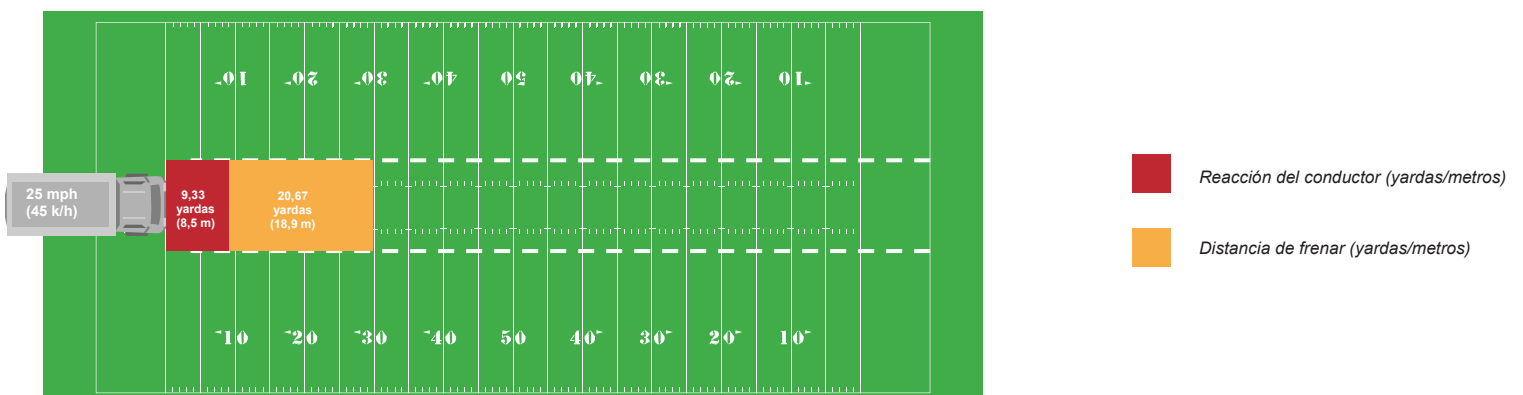 10 20 30 40 50 40 30 20 10
25 mph
(45 k/h)
9,33
yardas
(8,5 m)
20,67
yardas
(18,9 m)
10 20 30 40 50 40 30 20 10
Reacción del conductor (yardas/metros)
Distancia de frenar (yardas/metros)